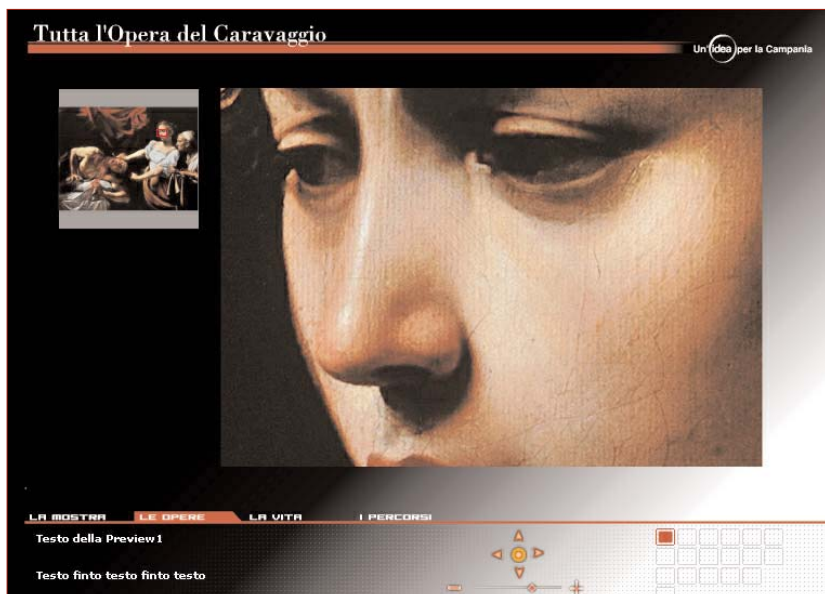 Tutta l'Opera del Caravaggio
Un'idea per la Campania
LA MOSTRA LE OPERE LA VITA I PERCORSI
Testo della Preview1
Testo finto testo finto testo